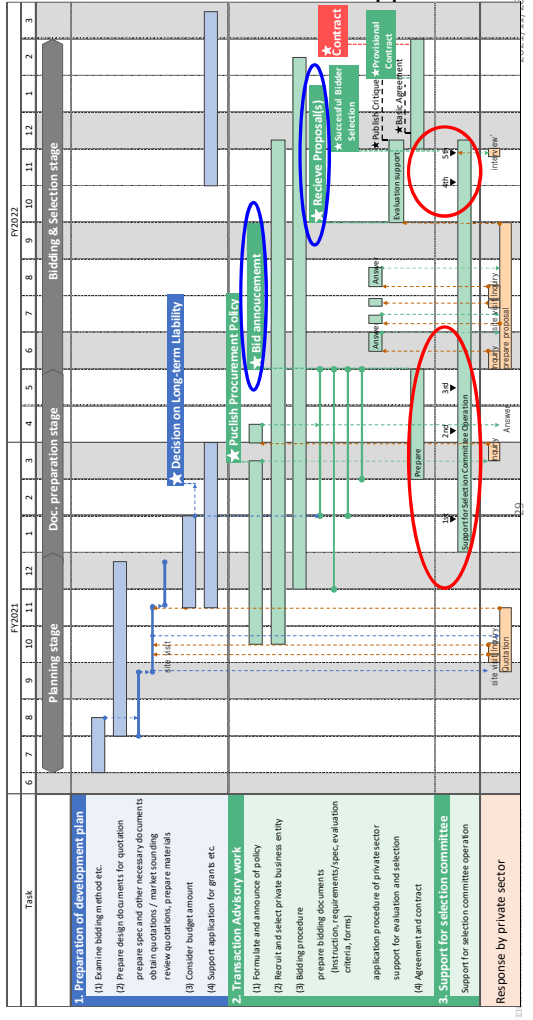 FY2021
FY2022
Task
6
7
8
9
10
11
12
1
2
3
4
5
6
7
8
9
10
11
12
1
2
3
Planning stage
Doc. preparation stage
Bidding & Selection stage
1. Preparation of development plan
(1) Examine bidding method etc.
(2) Prepare design documents for quotation
prepare spec and other necessary documents
obtain quotations / market sounding
review quotations, prepare materials
(3) Consider budget amount
(4) Support application for grants etc.
site visit
★Decision on Long-term LIability
2. Transaction Advisory work
(1) Formulate and announce of policy
(2) Recruit and select private business entity
(3) Bidding procedure
prepare bidding documents
(Instruction, requirements/spec, evaluation
criteria, forms)
application procedure of private sector
support for evaluation and selection
(4) Agreement and contract
★Puclish Procurement Policy
★Bid annoucement
★Recieve Proposal(s)
★Successful Bidder
Selection
★Contract
★Provisional
Contract
★Publish Critique
★Basic Agreement
Answer
Answer
Evaluation support
Prepare
3. Support for selection committee
Support for selection committee operation
1st
2nd
3rd
4th
5th
Support for Selection Committee Operation
Response by private sector
site visit
Inquiry
Quotation
Inquiry
Answer
Inquiry
site visit
Inquiry
prepare proposal
interview
29